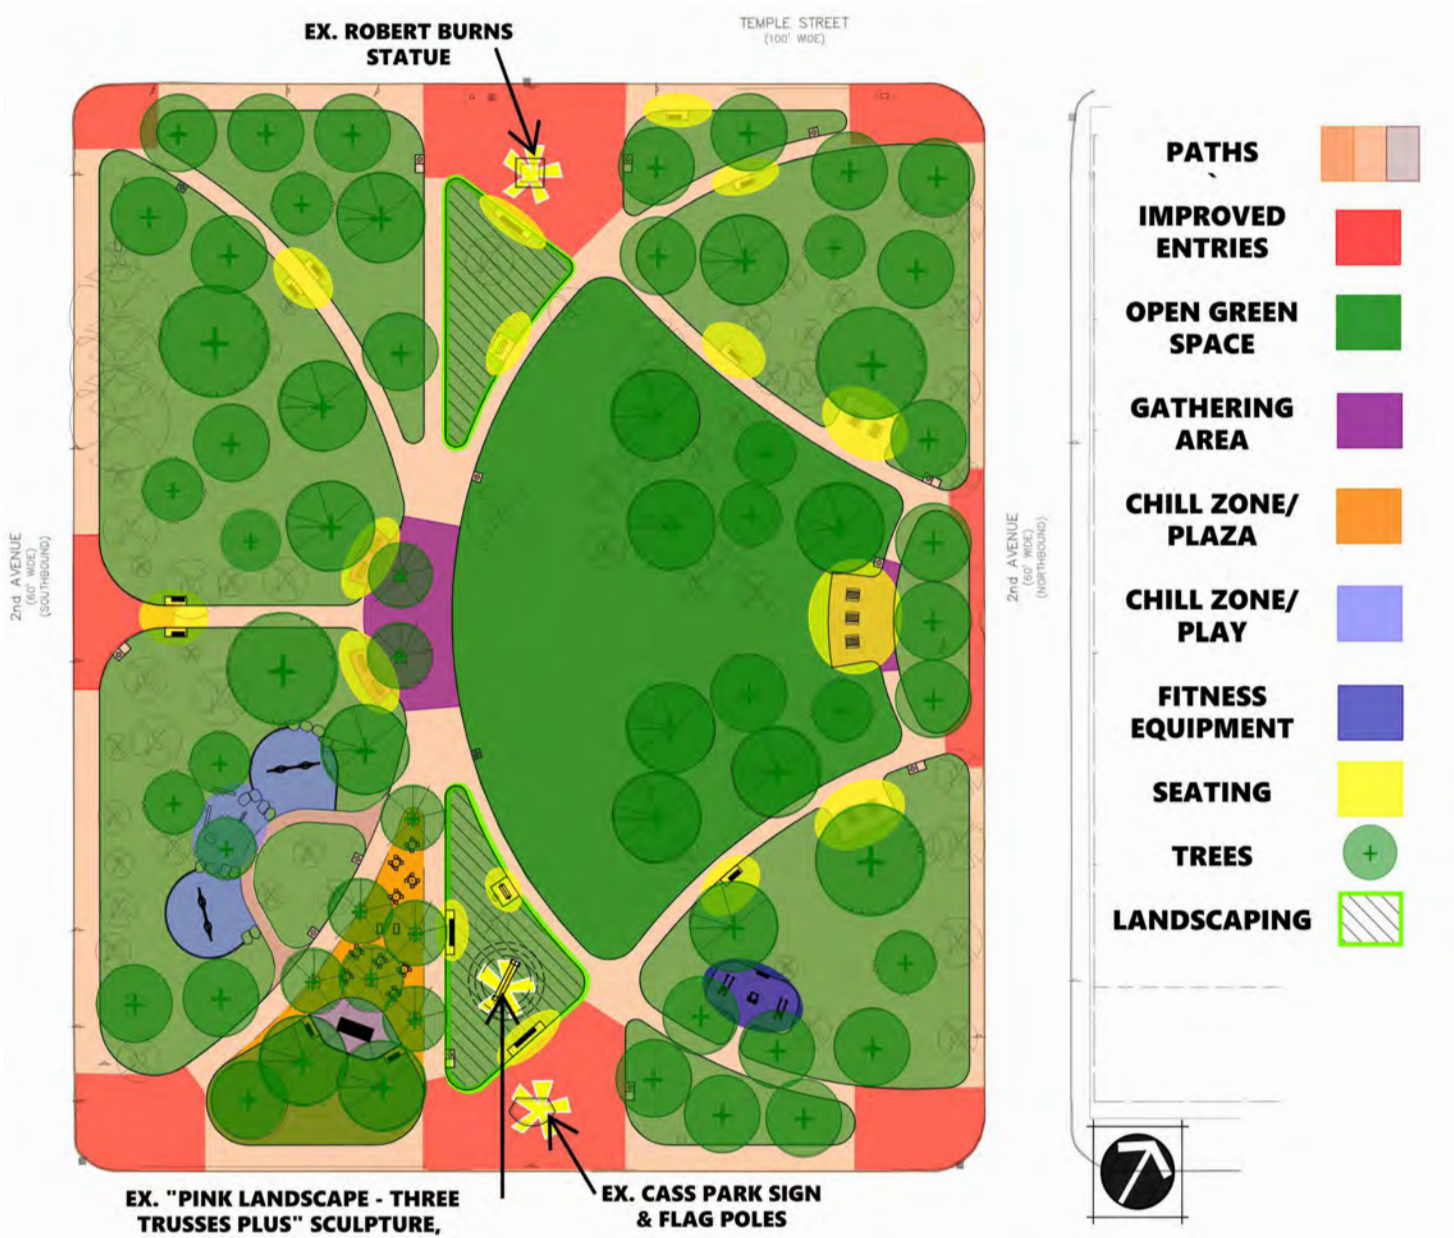 EX. ROBERT BURNS
STATUE
TEMPLE STREET
(100' WIDE)
2nd AVENUE
(60' WIDE)
(SOUTHBOUND)
2nd AVENUE
(60' WIDE)
(NORTHBOUND)
PATHS
IMPROVED
ENTRIES
OPEN GREEN
SPACE
GATHERING
AREA
CHILL ZONE/
PLAZA
CHILL ZONE/
PLAY
FITNESS
EQUIPMENT
SEATING
TREES
LANDSCAPING
EX. "PINK LANDSCAPE - THREE
TRUSSES PLUS" SCULPTURE,
EX. CASS PARK SIGN
& FLAG POLES